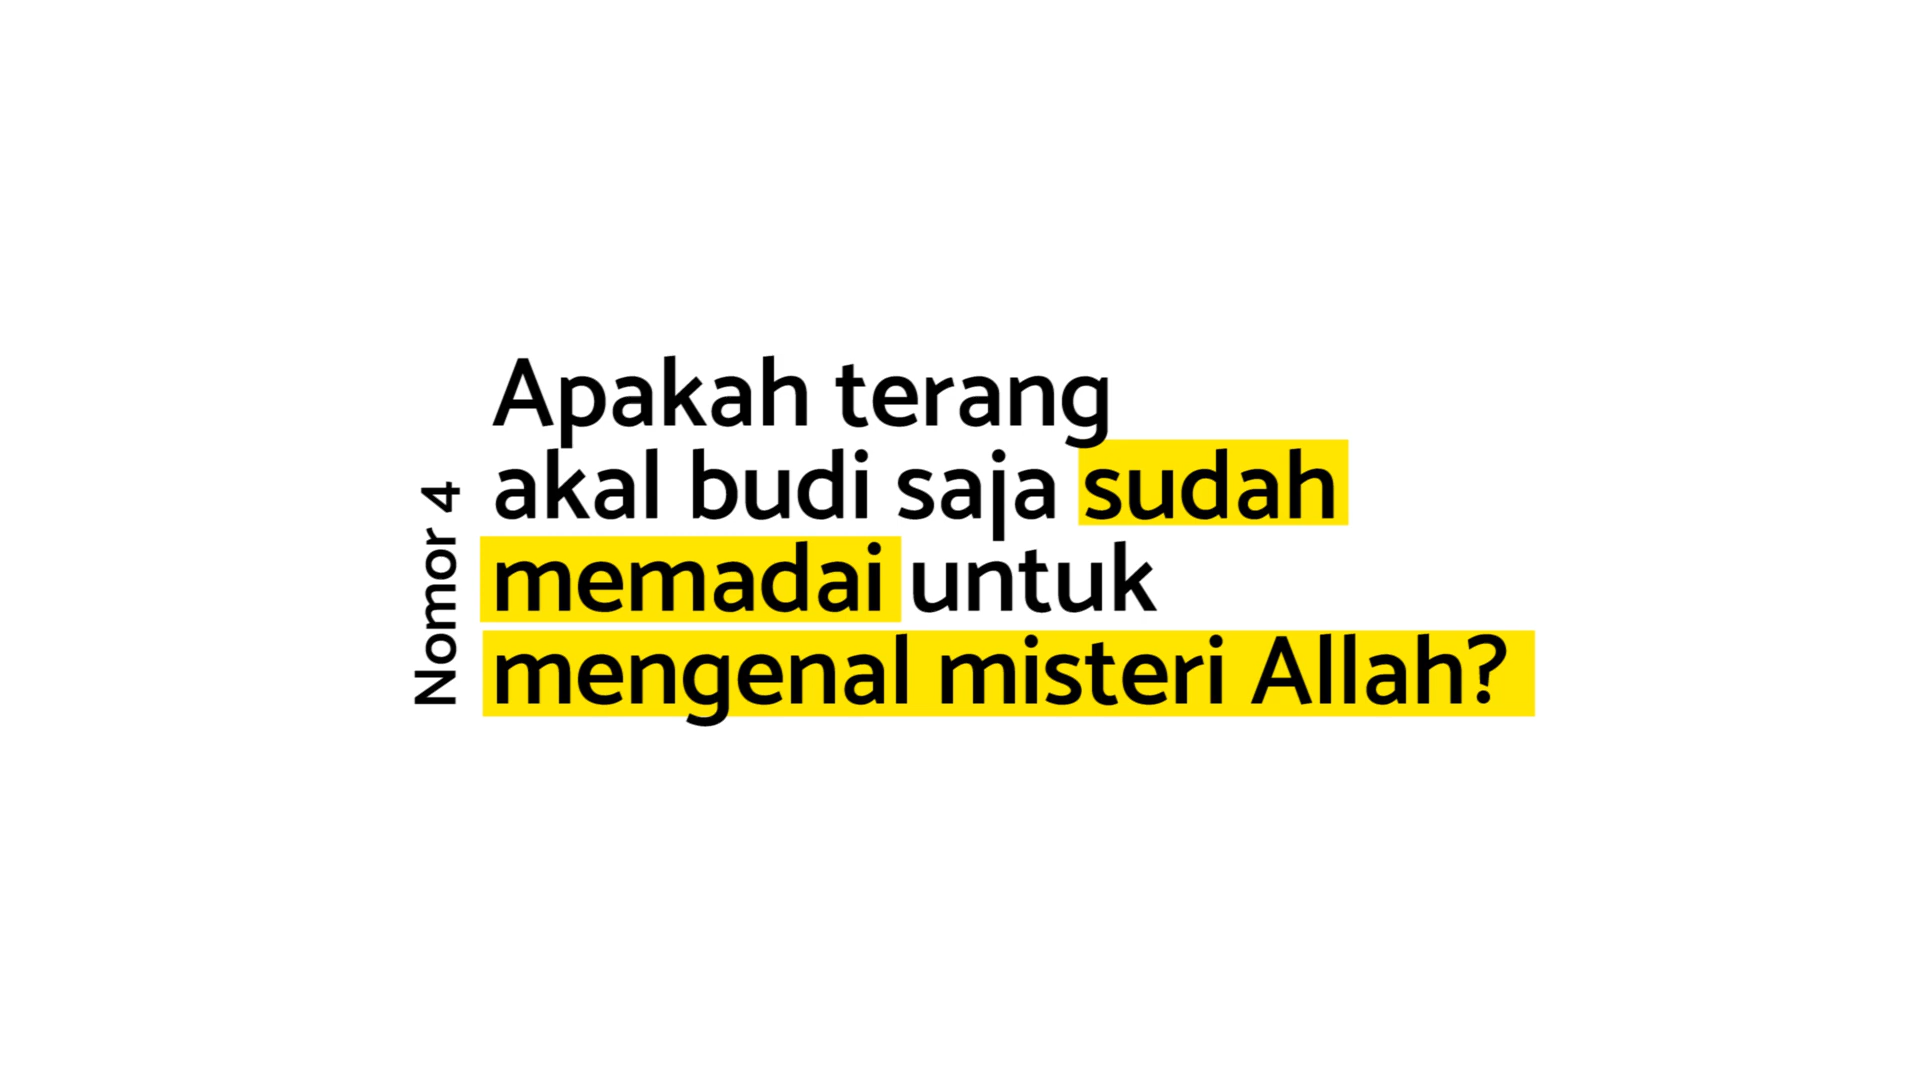 Nomor 4
Apakah terang
akal budi saja sudah
memadai untuk
mengenal misteri Allah?